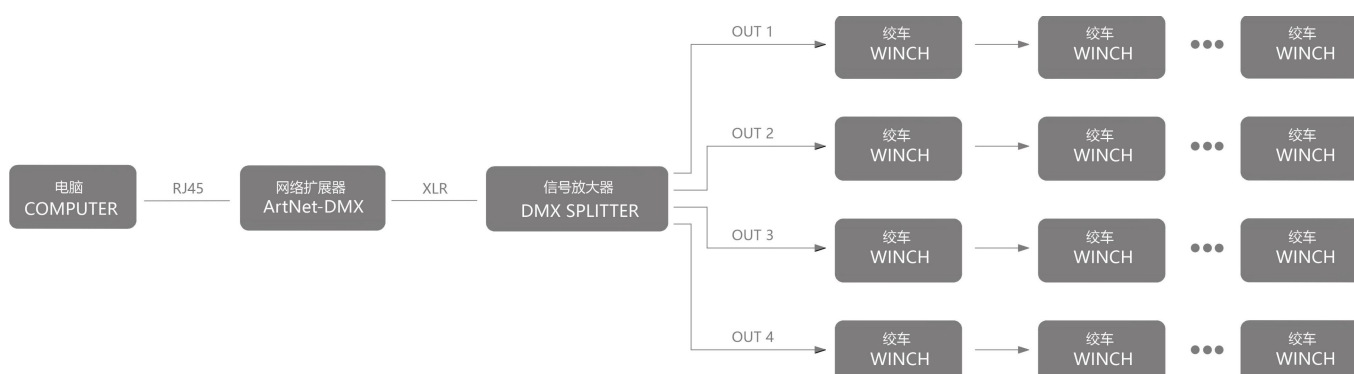 电脑
COMPUTER
RJ45
网络扩展器
ArtNet-DMX
XLR
信号放大器
DMX SPLITTER
OUT 1
绞车
WINCH
绞车
WINCH
绞车
WINCH
OUT 2
绞车
WINCH
绞车
WINCH
绞车
WINCH
OUT 3
绞车
WINCH
绞车
WINCH
绞车
WINCH
OUT 4
绞车
WINCH
绞车
WINCH
绞车
WINCH